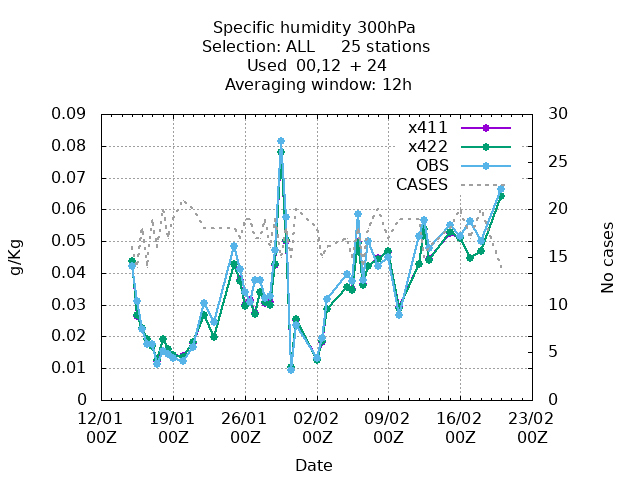 Specific humidity 300hPa
Selection: ALL 25 stations
Used 00,12 + 24
Averaging window: 12h
0.09
0.08
0.07
0.06
0.05
0.04
0.03
0.02
0.01
0
g/Kg
30
25
20
15
10
5
0
No cases
x411
x422
OBS
CASES
12/01 19/01 26/01 02/02 09/02 16/02 23/02
00Z 00Z 00Z 00Z 00Z 00Z 00Z
Date